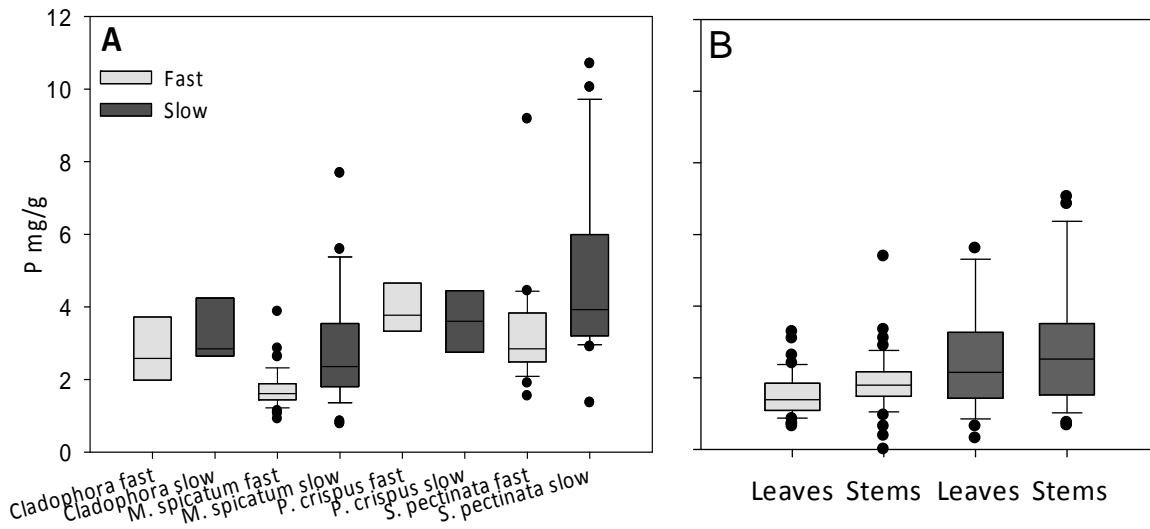 A
Fast
Slow
P mg/g
12
10
8
6
4
2
0
Cladophora fast
Cladophora slow
M. spicatum fast
M. spicatum slow
P. crispus fast
P. crispus slow
S. pectinata fast
S. pectinata slow
B
Leaves Stems Leaves Stems